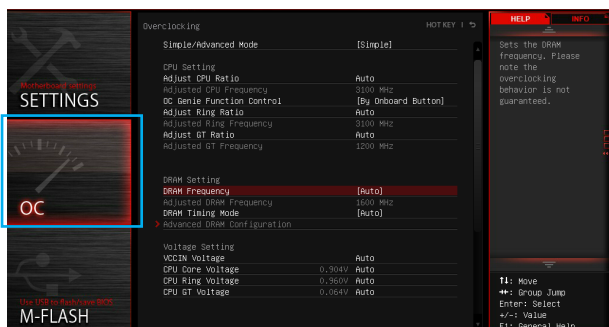 Overclocking
HOT KEY | ⮌
HELP
INFO
Simple/Advanced Mode [Simple]
CPU Setting
Adjust CPU Ratio Auto
Adjusted CPU Frequency 3100 MHz
OC Genie Function Control [By Onboard Button]
Adjust Ring Ratio Auto
Adjusted Ring Frequency 3100 MHz
Adjust GT Ratio Auto
Adjusted GT Frequency 1200 MHz
DRAM Setting
DRAM Frequency [Auto]
Adjusted DRAM Frequency 1600 MHz
DRAM Timing Mode [Auto]
> Advanced DRAM Configuration
Voltage Setting
VCCIN Voltage Auto
CPU Core Voltage 0.904V Auto
CPU Ring Voltage 0.960V Auto
CPU GT Voltage 0.064V Auto
Motherboard settings
SETTINGS
OC
Use USB to flash/save BIOS
M-FLASH
Sets the DRAM
frequency. Please
note the
overclocking
behavior is not
guaranteed.
↑↓: Move
→←: Group Jump
Enter: Select
+/-: Value
F1: General Help